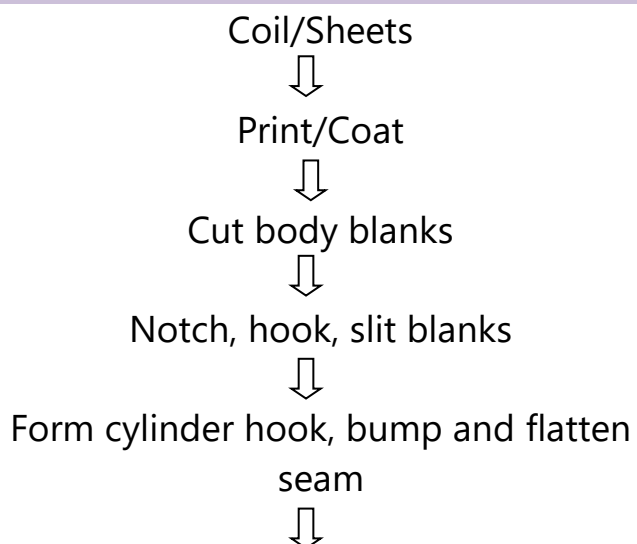 Coil/Sheets
Print/Coat
Cut body blanks
Notch, hook, slit blanks
Form cylinder hook, bump and flatten
seam